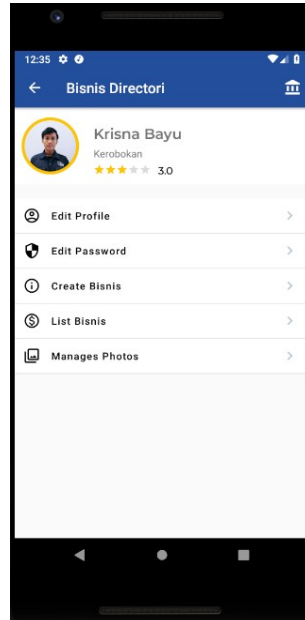 12:35
Bisnis Directori
Krisna Bayu
Kerobokan
3.0
Edit Profile
Edit Password
Create Bisnis
List Bisnis
Manages Photos